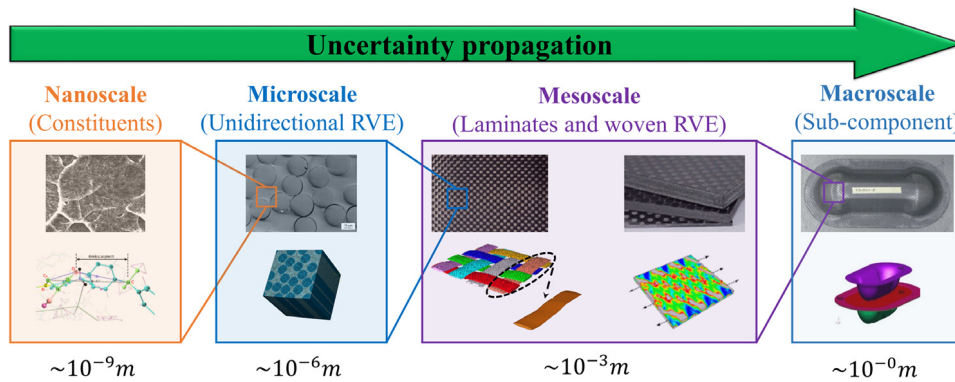 Uncertainty propagation
Nanoscale
(Constituents)
Microscale
(Unidirectional RVE)
Mesoscale
(Laminates and woven RVE)
Macroscale
(Sub-component)
~10⁻⁹m
~10⁻⁶m
~10⁻³m
~10⁻⁰m